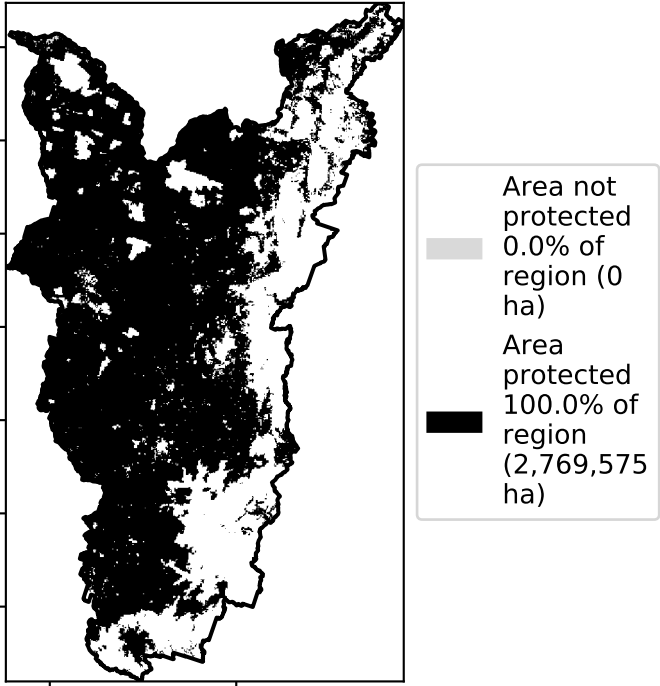 Area not
protected
0.0% of
region (0
ha)
Area
protected
100.0% of
region
(2,769,575
ha)